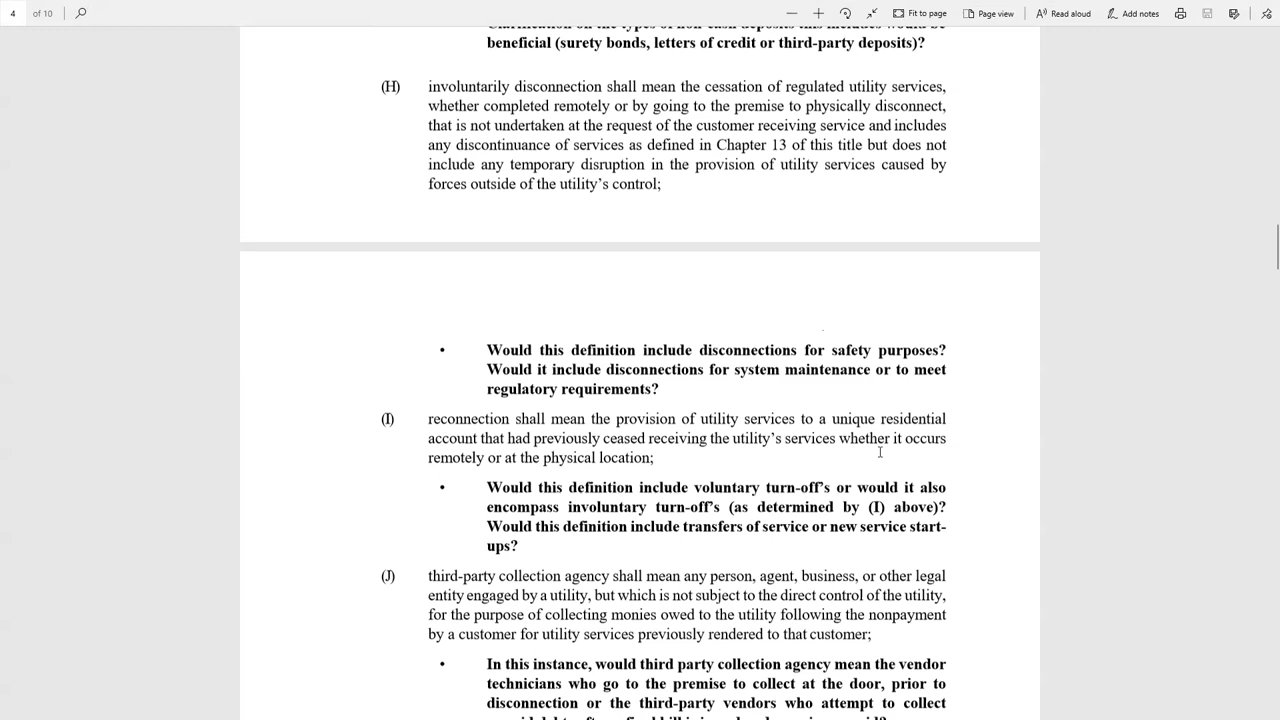 4 of 10 Fit to page Page view Read aloud Add notes
Clarification on the types of non-cash deposits this includes would be
beneficial (surety bonds, letters of credit or third-party deposits)?
(H) involuntarily disconnection shall mean the cessation of regulated utility services,
whether completed remotely or by going to the premise to physically disconnect,
that is not undertaken at the request of the customer receiving service and includes
any discontinuance of services as defined in Chapter 13 of this title but does not
include any temporary disruption in the provision of utility services caused by
forces outside of the utility’s control;
• Would this definition include disconnections for safety purposes?
Would it include disconnections for system maintenance or to meet
regulatory requirements?
(I) reconnection shall mean the provision of utility services to a unique residential
account that had previously ceased receiving the utility’s services whether it occurs
remotely or at the physical location;
• Would this definition include voluntary turn-off’s or would it also
encompass involuntary turn-off’s (as determined by (I) above)?
Would this definition include transfers of service or new service start-
ups?
(J) third-party collection agency shall mean any person, agent, business, or other legal
entity engaged by a utility, but which is not subject to the direct control of the utility,
for the purpose of collecting monies owed to the utility following the nonpayment
by a customer for utility services previously rendered to that customer;
• In this instance, would third party collection agency mean the vendor
technicians who go to the premise to collect at the door, prior to
disconnection or the third-party vendors who attempt to collect